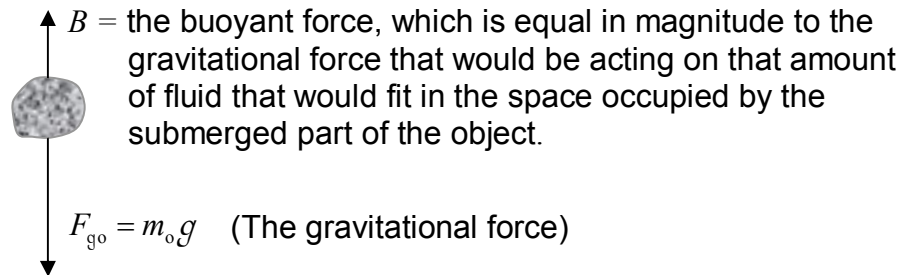 B = the buoyant force, which is equal in magnitude to the
gravitational force that would be acting on that amount
of fluid that would fit in the space occupied by the
submerged part of the object.
F_go = m_o g (The gravitational force)